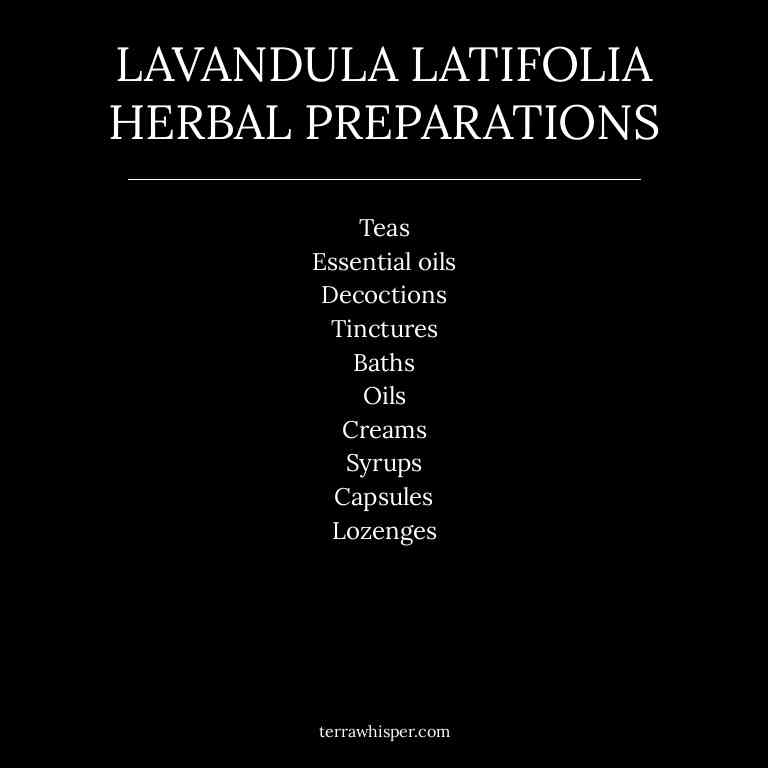 LAVANDULA LATIFOLIA
HERBAL PREPARATIONS
Teas
Essential oils
Decoctions
Tinctures
Baths
Oils
Creams
Syrups
Capsules
Lozenges
terrawhisper.com